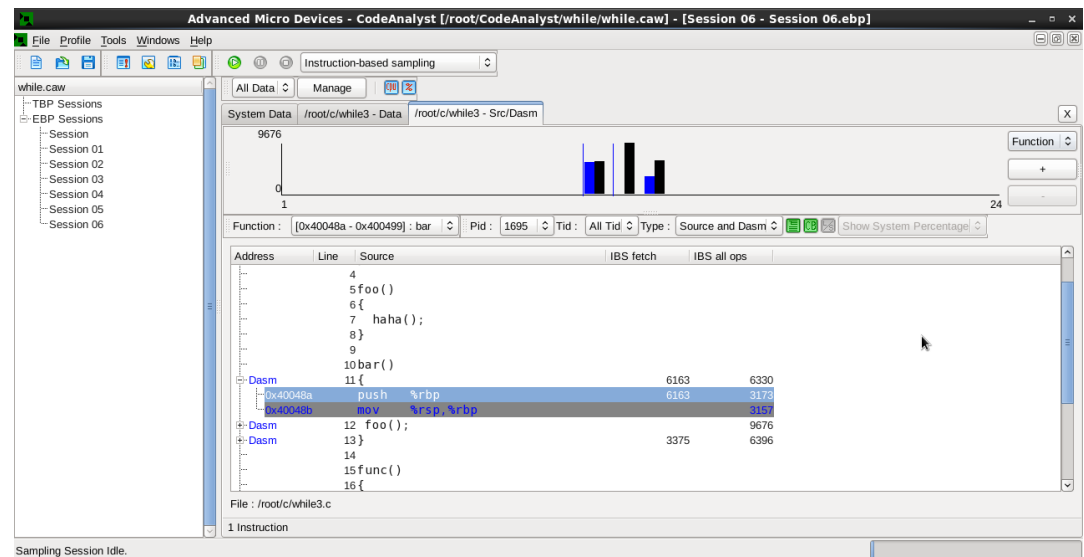 Advanced Micro Devices - CodeAnalyst [/root/CodeAnalyst/while/while.caw] - [Session 06 - Session 06.ebp]
File Profile Tools Windows Help
Instruction-based sampling
while.caw
TBP Sessions
EBP Sessions
Session
Session 01
Session 02
Session 03
Session 04
Session 05
Session 06
All Data Manage
System Data /root/c/while3 - Data /root/c/while3 - Src/Dasm X
9676
0
1 24
Function
+
-
Function : [0x40048a - 0x400499] : bar Pid : 1695 Tid : All Tid Type : Source and Dasm CB Show System Percentage
Address Line Source IBS fetch IBS all ops
4
5 foo()
6 {
7 haha();
8 }
9
10 bar()
Dasm 11 { 6163 6330
0x40048a push %rbp 6163 3173
0x40048b mov %rsp,%rbp 3157
Dasm 12 foo(); 9676
Dasm 13 } 3375 6396
14
15 func()
16 {
File : /root/c/while3.c
1 Instruction
Sampling Session Idle.